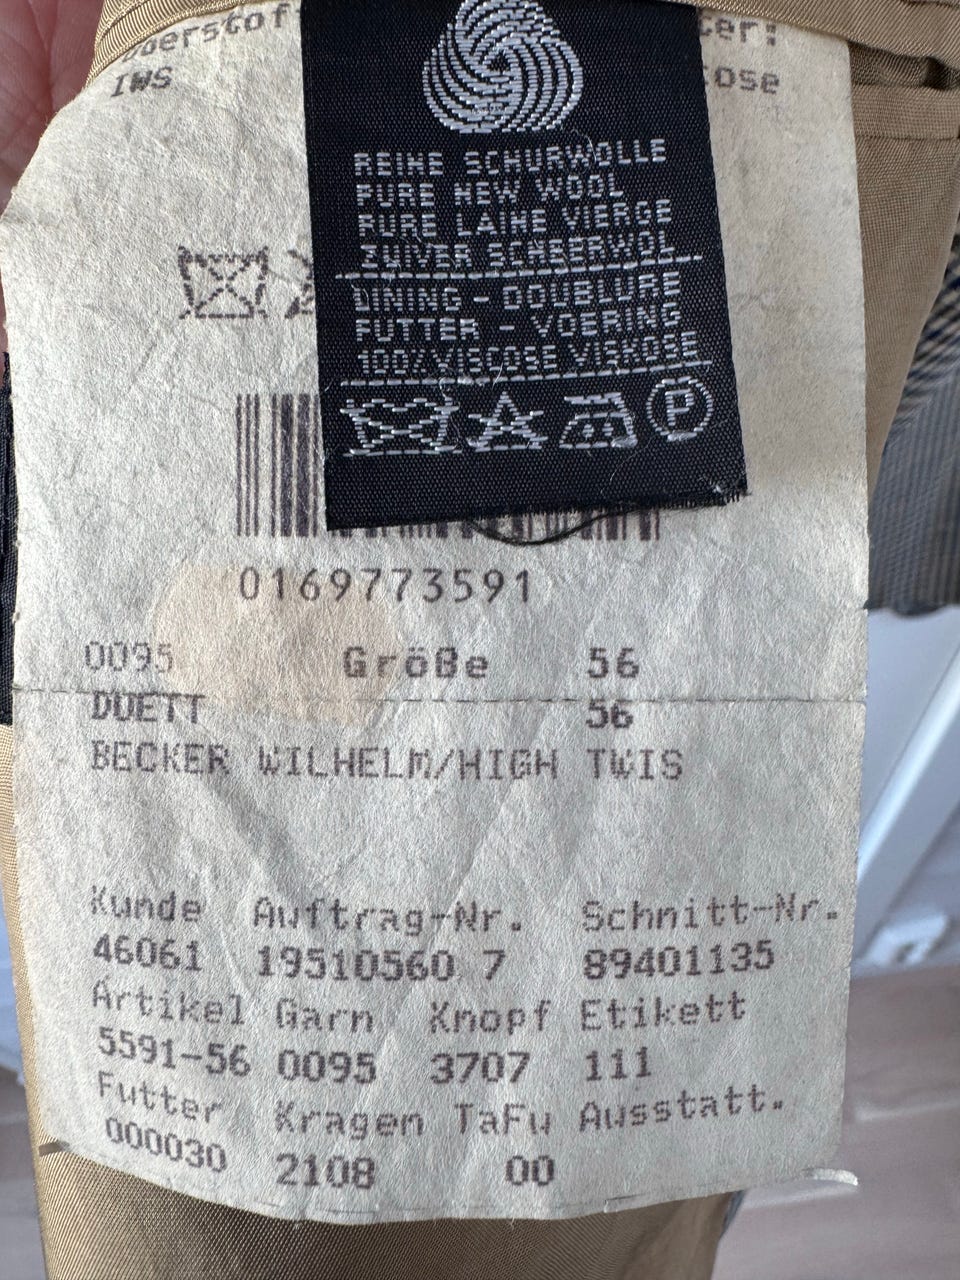 IWS
REINE SCHURWOLLE
PURE NEW WOOL
PURE LAINE VIERGE
ZUIVER SCHEERWOL
LINING - DOUBLURE
FUTTER - VOERING
100% VISCOSE VISKOSE
P
0169773591
0095 Größe 56
DUETT 56
BECKER WILHELM/HIGH TWIS
Kunde Auftrag-Nr. Schnitt-Nr.
46061 19510560 7 89401135
Artikel Garn Knopf Etikett
5591-56 0095 3707 111
Futter Kragen TaFu Ausstatt.
000030 2108 00